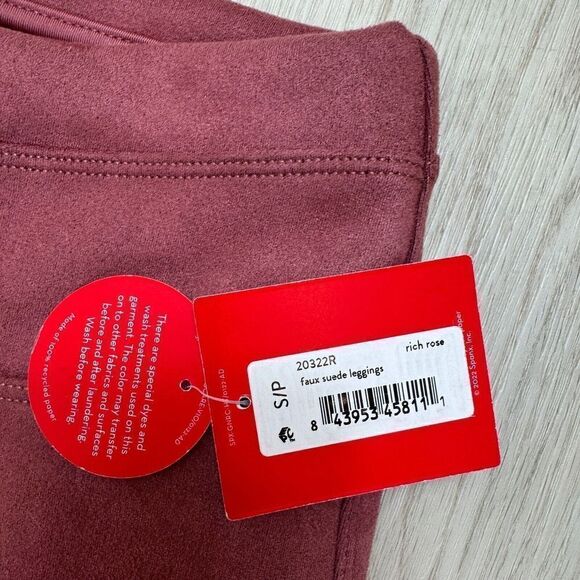 There are special dyes and
wash treatments used on this
garment. The color may transfer
on to other fabrics and surfaces
before and after laundering.
Wash before wearing.
Made of 100% recycled paper
S/P
20322R
rich rose
faux suede leggings
8 43953 45811 1
© 2022 Spanx, Inc.